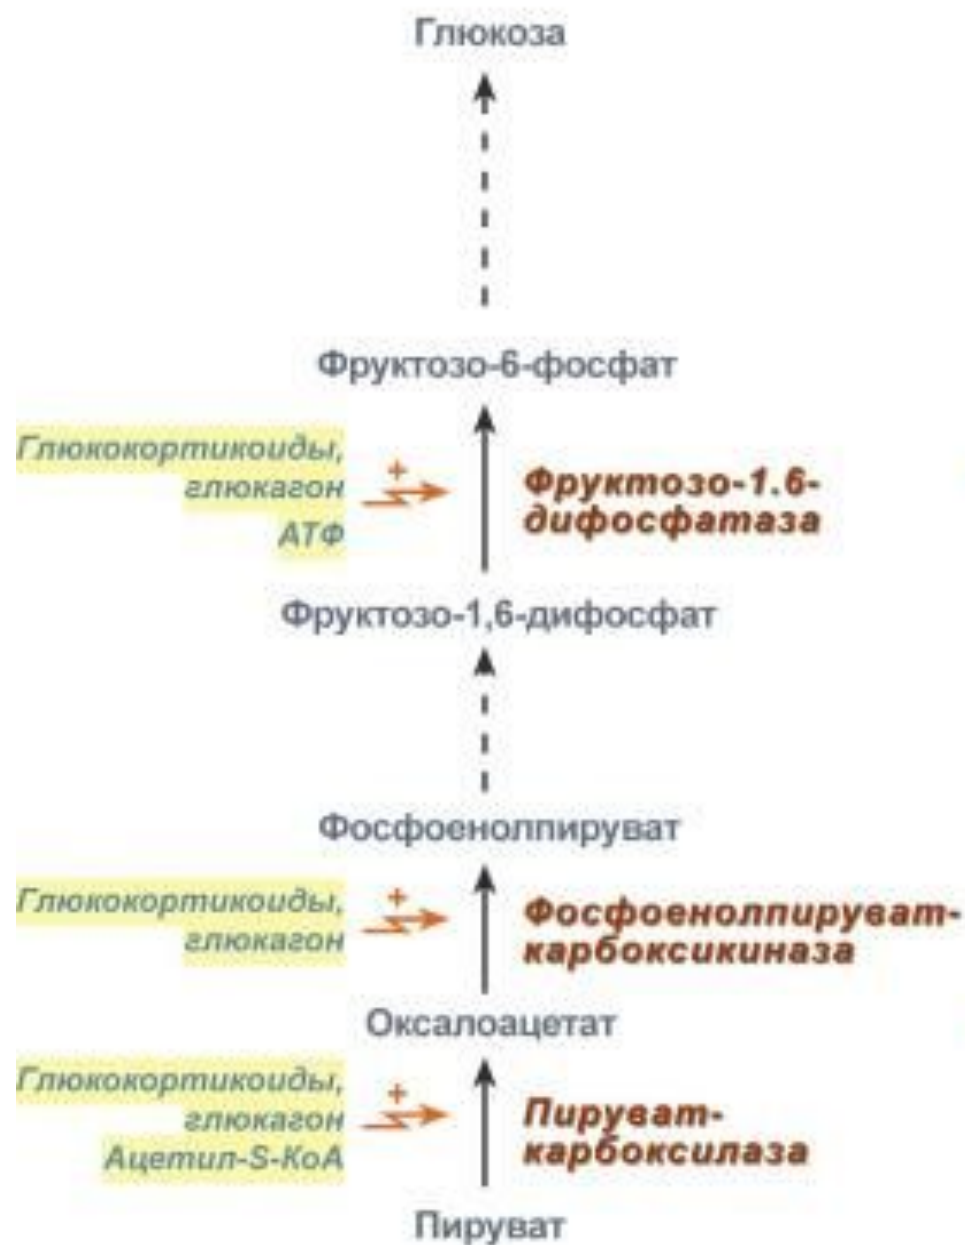 Глюкоза
Фруктозо-6-фосфат
Глюкокортикоиды,
глюкагон
АТФ
+
Фруктозо-1.6-
дифосфатаза
Фруктозо-1,6-дифосфат
Фосфоенолпируват
Глюкокортикоиды,
глюкагон
+
Фосфоенолпируват-
карбоксикиназа
Оксалоацетат
Глюкокортикоиды,
глюкагон
Ацетил-S-КоА
+
Пируват-
карбоксилаза
Пируват